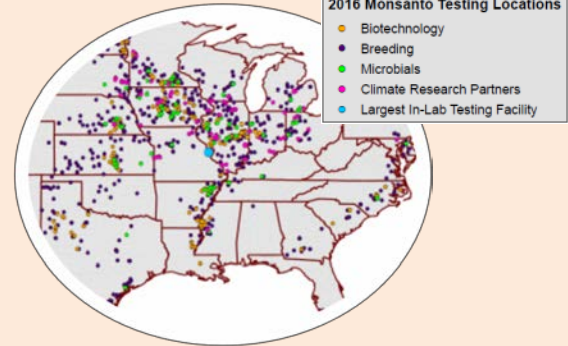 2016 Monsanto Testing Locations
Biotechnology
Breeding
Microbials
Climate Research Partners
Largest In-Lab Testing Facility